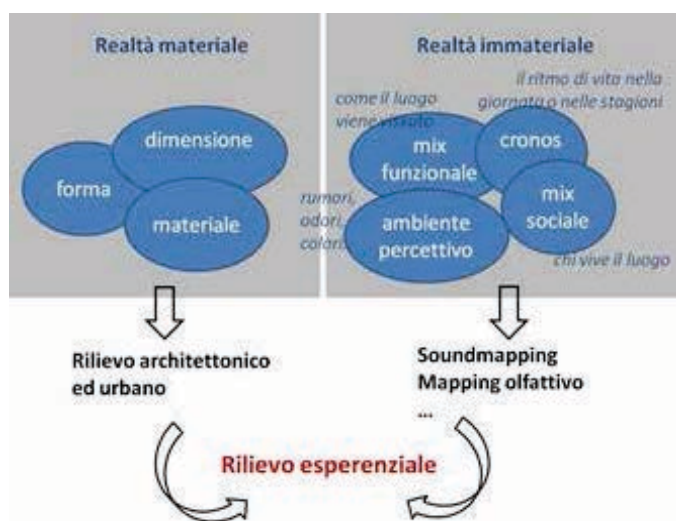 Realtà materiale
dimensione
forma
materiale
Realtà immateriale
il ritmo di vita nella
giornata o nelle stagioni
come il luogo
viene vissuto
cronos
mix
funzionale
mix
sociale
rumori,
odori,
colori
ambiente
percettivo
chi vive il luogo
Rilievo architettonico
ed urbano
Soundmapping
Mapping olfattivo
...
Rilievo esperenziale